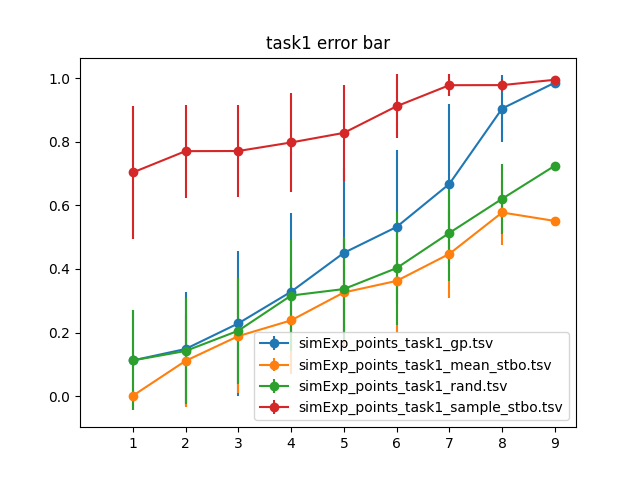 task1 error bar
1.0
0.8
0.6
0.4
0.2
0.0
simExp_points_task1_gp.tsv
simExp_points_task1_mean_stbo.tsv
simExp_points_task1_rand.tsv
simExp_points_task1_sample_stbo.tsv
1 2 3 4 5 6 7 8 9